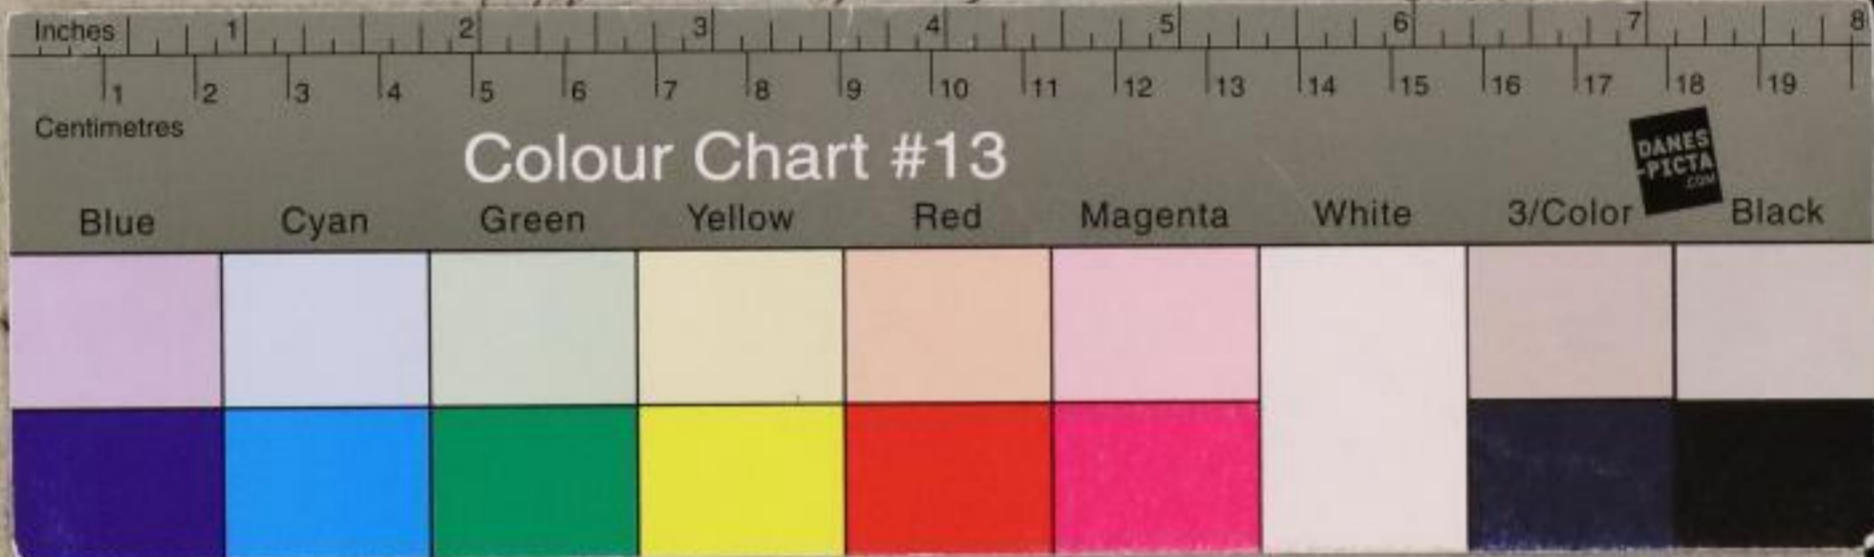 Inches 1 2 3 4 5 6 7 8
1 2 3 4 5 6 7 8 9 10 11 12 13 14 15 16 17 18 19
Centimetres
Colour Chart #13
DANES
-PICTA
.COM
Blue Cyan Green Yellow Red Magenta White 3/Color Black